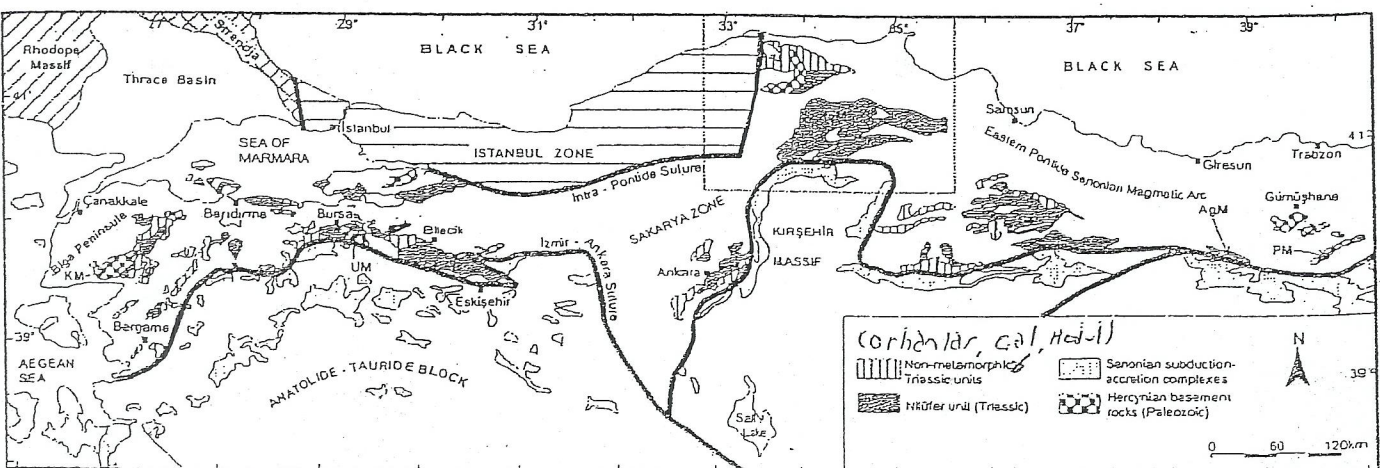 27° 29° 31° 33° 35° 37° 39°
BLACK SEA
BLACK SEA
Rhodope
Massif
Strandja
Thrace Basin
41°
Istanbul
SEA OF
MARMARA
ISTANBUL ZONE
Intra - Pontide Suture
Samsun
41
Eastern Pontide Senonian Magmatic Arc
Giresun
Trabzon
Çanakkale
Biga Peninsula
Bandırma
Bursa
Bilecik
SAKARYA ZONE
KIRŞEHİR
MASSIF
AgM
Gümüşhane
KM
UM
PM
Izmir - Ankara Suture
Ankara
Eskişehir
Bergama
39°
AEGEAN
SEA
ANATOLIDE - TAURIDE BLOCK
Salt
Lake
Non-metamorphic
Triassic units
Senonian subduction-
accretion complexes
N
39°
Nilüfer unit (Triassic)
Hercynian basement
rocks (Paleozoic)
0 60 120km